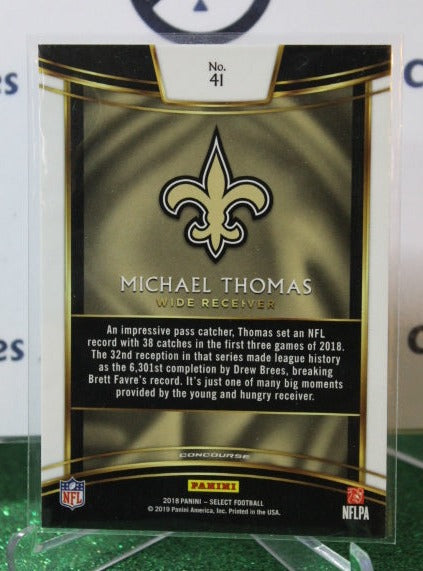 No.
41
MICHAEL THOMAS
WIDE RECEIVER
An impressive pass catcher, Thomas set an NFL
record with 38 catches in the first three games of 2018.
The 32nd reception in that series made league history
as the 6,301st completion by Drew Brees, breaking
Brett Favre's record. It's just one of many big moments
provided by the young and hungry receiver.
CONCOURSE
PANINI
NFL
2018 PANINI – SELECT FOOTBALL
© 2019 Panini America, Inc. Printed in the USA.
NFLPA